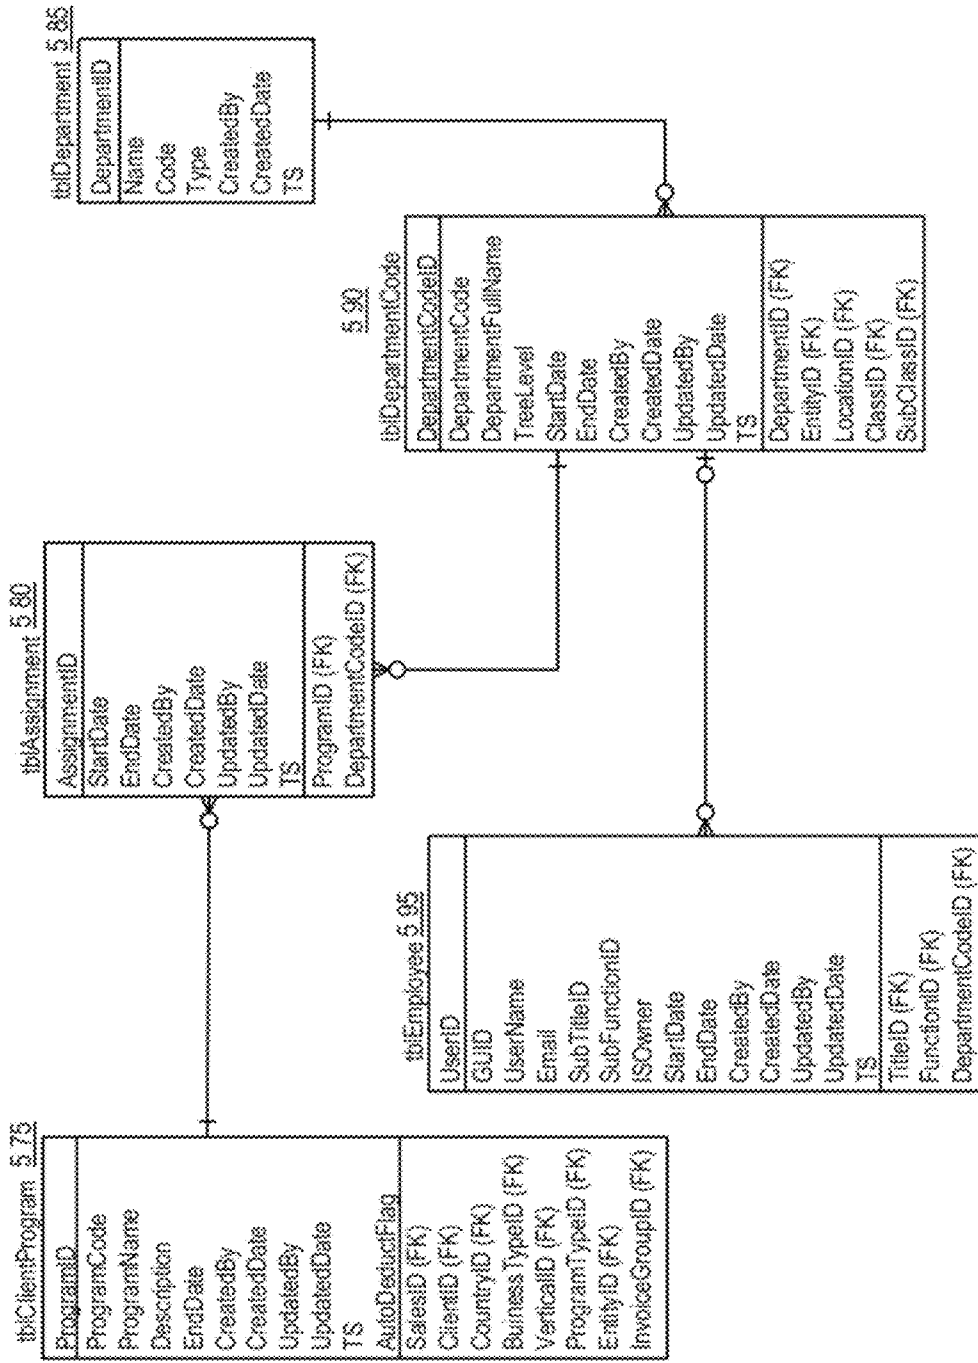 tblClientProgram 5.75
ProgramID
ProgramCode
ProgramName
Description
EndDate
CreatedBy
CreatedDate
UpdatedBy
UpdatedDate
TS
AutoDeductFlag
SalesID (FK)
ClientID (FK)
CountryID (FK)
BuinessTypeID (FK)
VerticalID (FK)
ProgramTypeID (FK)
EntityID (FK)
InvoiceGroupID (FK)
tblAssignment 5.80
AssignmentID
StartDate
EndDate
CreatedBy
CreatedDate
UpdatedBy
UpdatedDate
TS
ProgramID (FK)
DepartmentCodeID (FK)
tblDepartment 5.85
DepartmentID
Name
Code
Type
CreatedBy
CreatedDate
TS
tblEmployee 5.95
UserID
GUID
UserName
Email
SubTitleID
SubFunctionID
ISOwner
StartDate
EndDate
CreatedBy
CreatedDate
UpdatedBy
UpdatedDate
TS
TitleID (FK)
FunctionID (FK)
DepartmentCodeID (FK)
5.90
tblDepartmentCode
DepartmentCodeID
DepartmentCode
DepartmentFullName
TreeLevel
StartDate
EndDate
CreatedBy
CreatedDate
UpdatedBy
UpdatedDate
TS
DepartmentID (FK)
EntityID (FK)
LocationID (FK)
ClassID (FK)
SubClassID (FK)